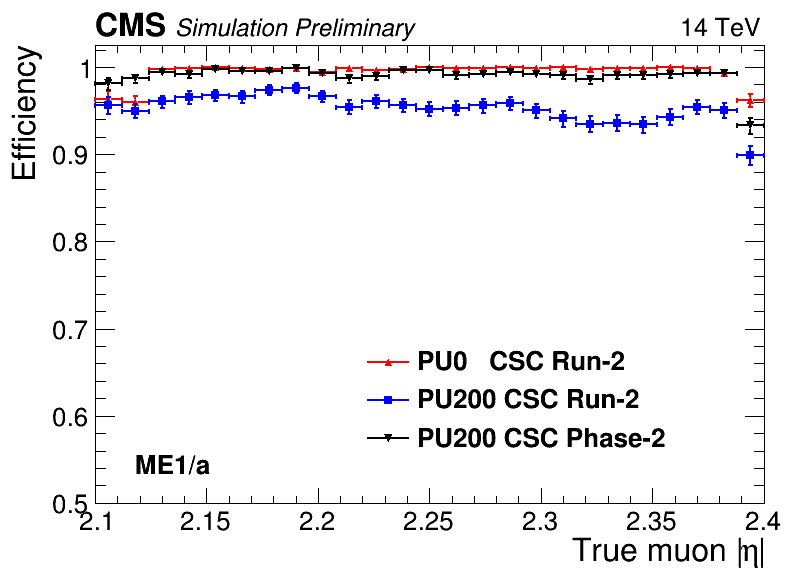 CMS Simulation Preliminary 14 TeV
Efficiency
1
0.9
0.8
0.7
0.6
0.5
PU0 CSC Run-2
PU200 CSC Run-2
PU200 CSC Phase-2
ME1/a
2.1 2.15 2.2 2.25 2.3 2.35 2.4
True muon |η|